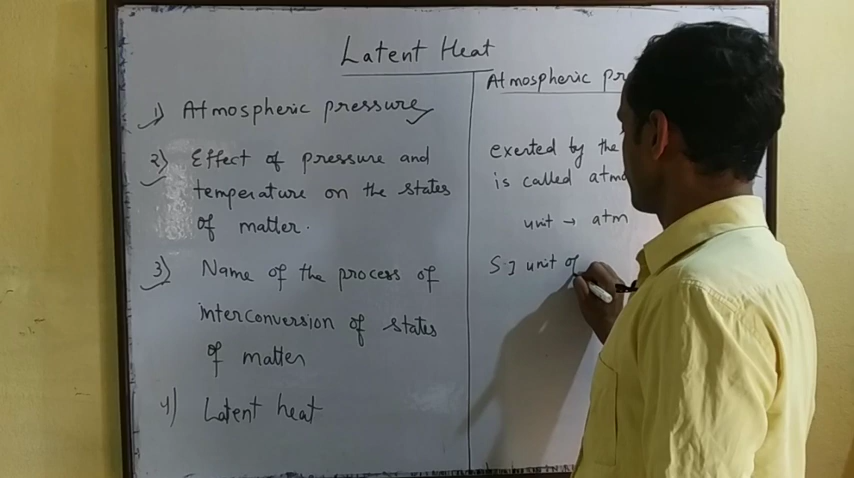 Latent Heat
1) Atmospheric pressure
2) Effect of pressure and
temperature on the states
of matter.
3) Name of the process of
interconversion of states
of matter
4) Latent heat
Atmospheric
exerted by the
is called
unit → atm
S.I unit of